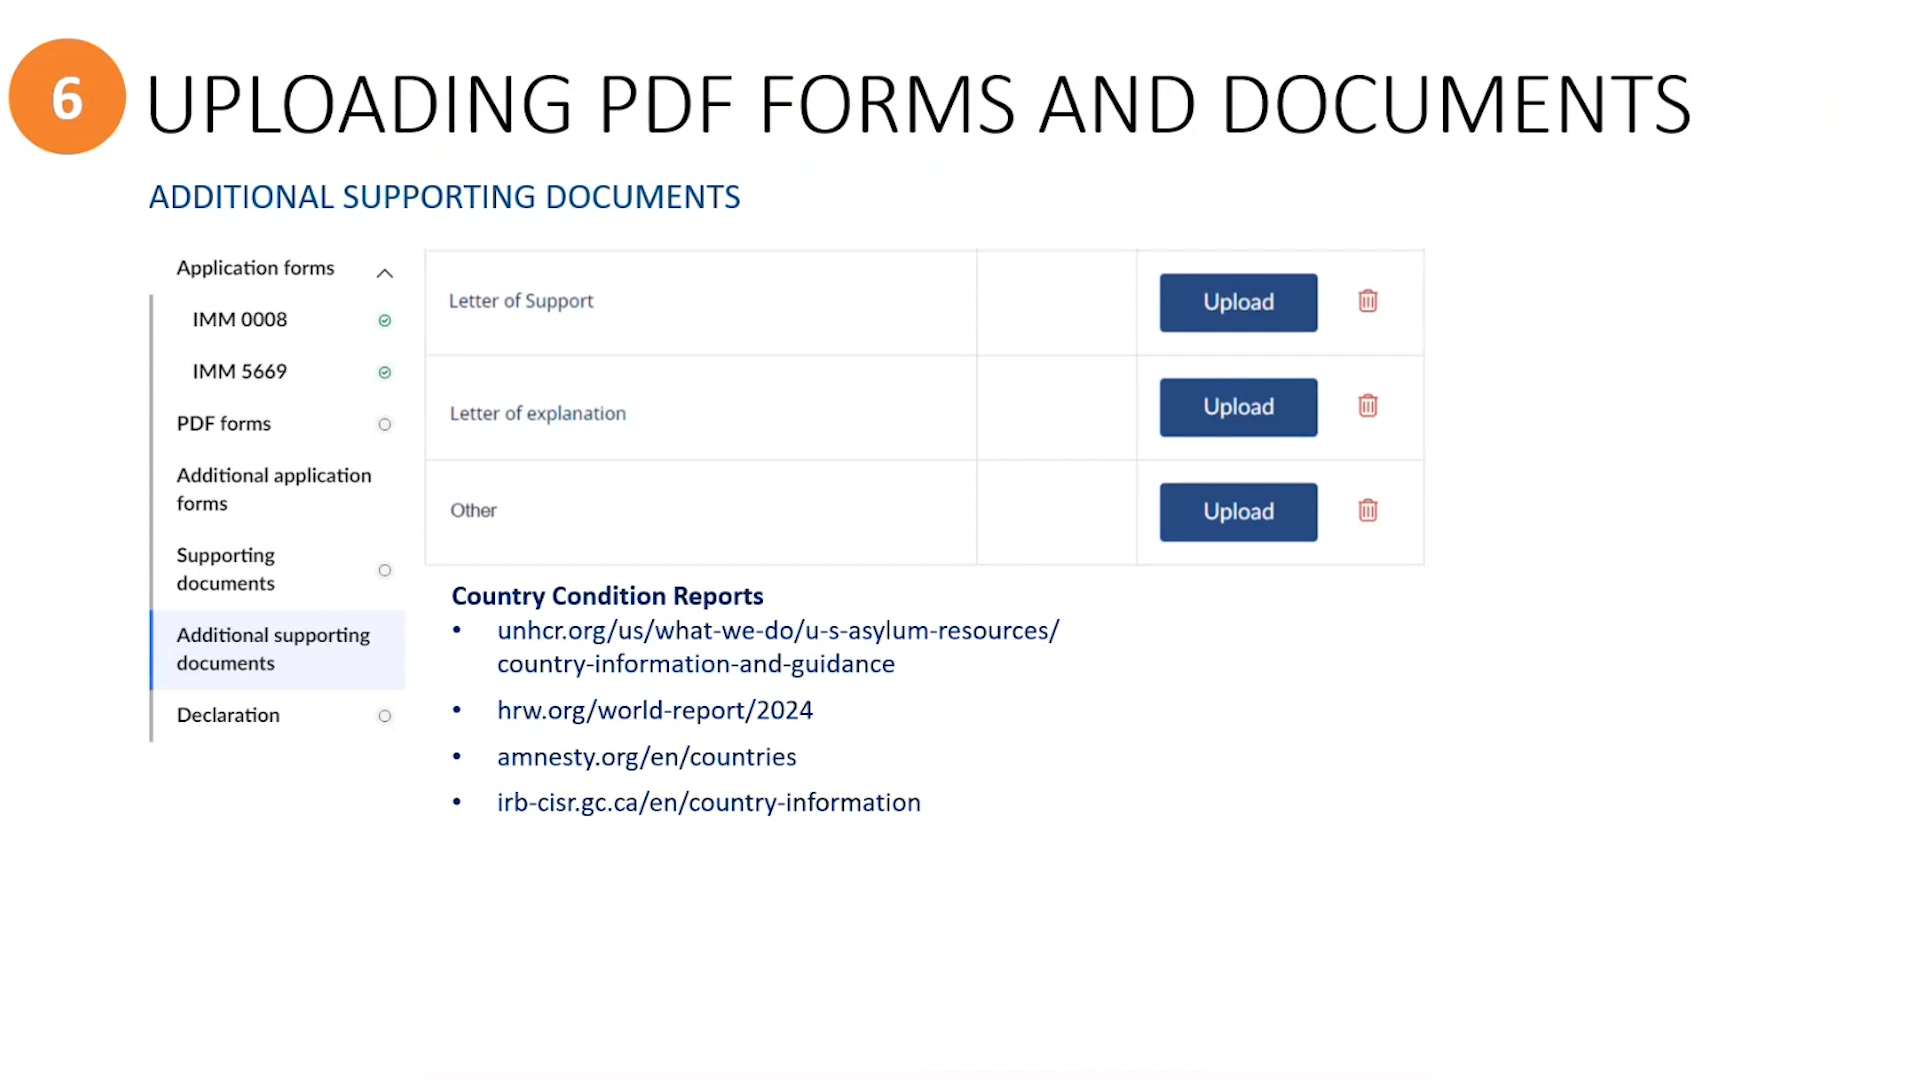 6
UPLOADING PDF FORMS AND DOCUMENTS
ADDITIONAL SUPPORTING DOCUMENTS
Application forms
IMM 0008
IMM 5669
PDF forms
Additional application
forms
Supporting
documents
Additional supporting
documents
Declaration
Letter of Support
Upload
Letter of explanation
Upload
Other
Upload
Country Condition Reports
• unhcr.org/us/what-we-do/u-s-asylum-resources/
country-information-and-guidance
• hrw.org/world-report/2024
• amnesty.org/en/countries
• irb-cisr.gc.ca/en/country-information